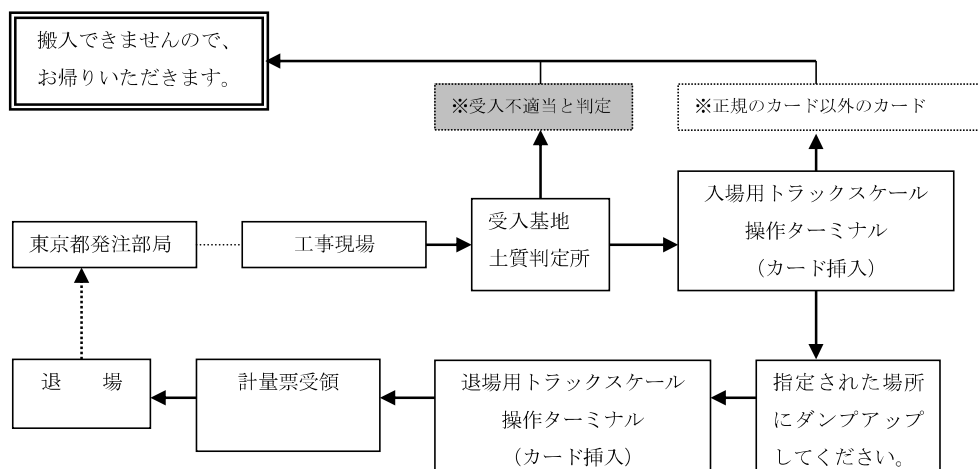 搬入できませんので、
お帰りいただきます。
※受入不適当と判定
※正規のカード以外のカード
東京都発注部局
工事現場
受入基地
土質判定所
入場用トラックスケール
操作ターミナル
（カード挿入）
退　　場
計量票受領
退場用トラックスケール
操作ターミナル
（カード挿入）
指定された場所
にダンプアップ
してください。